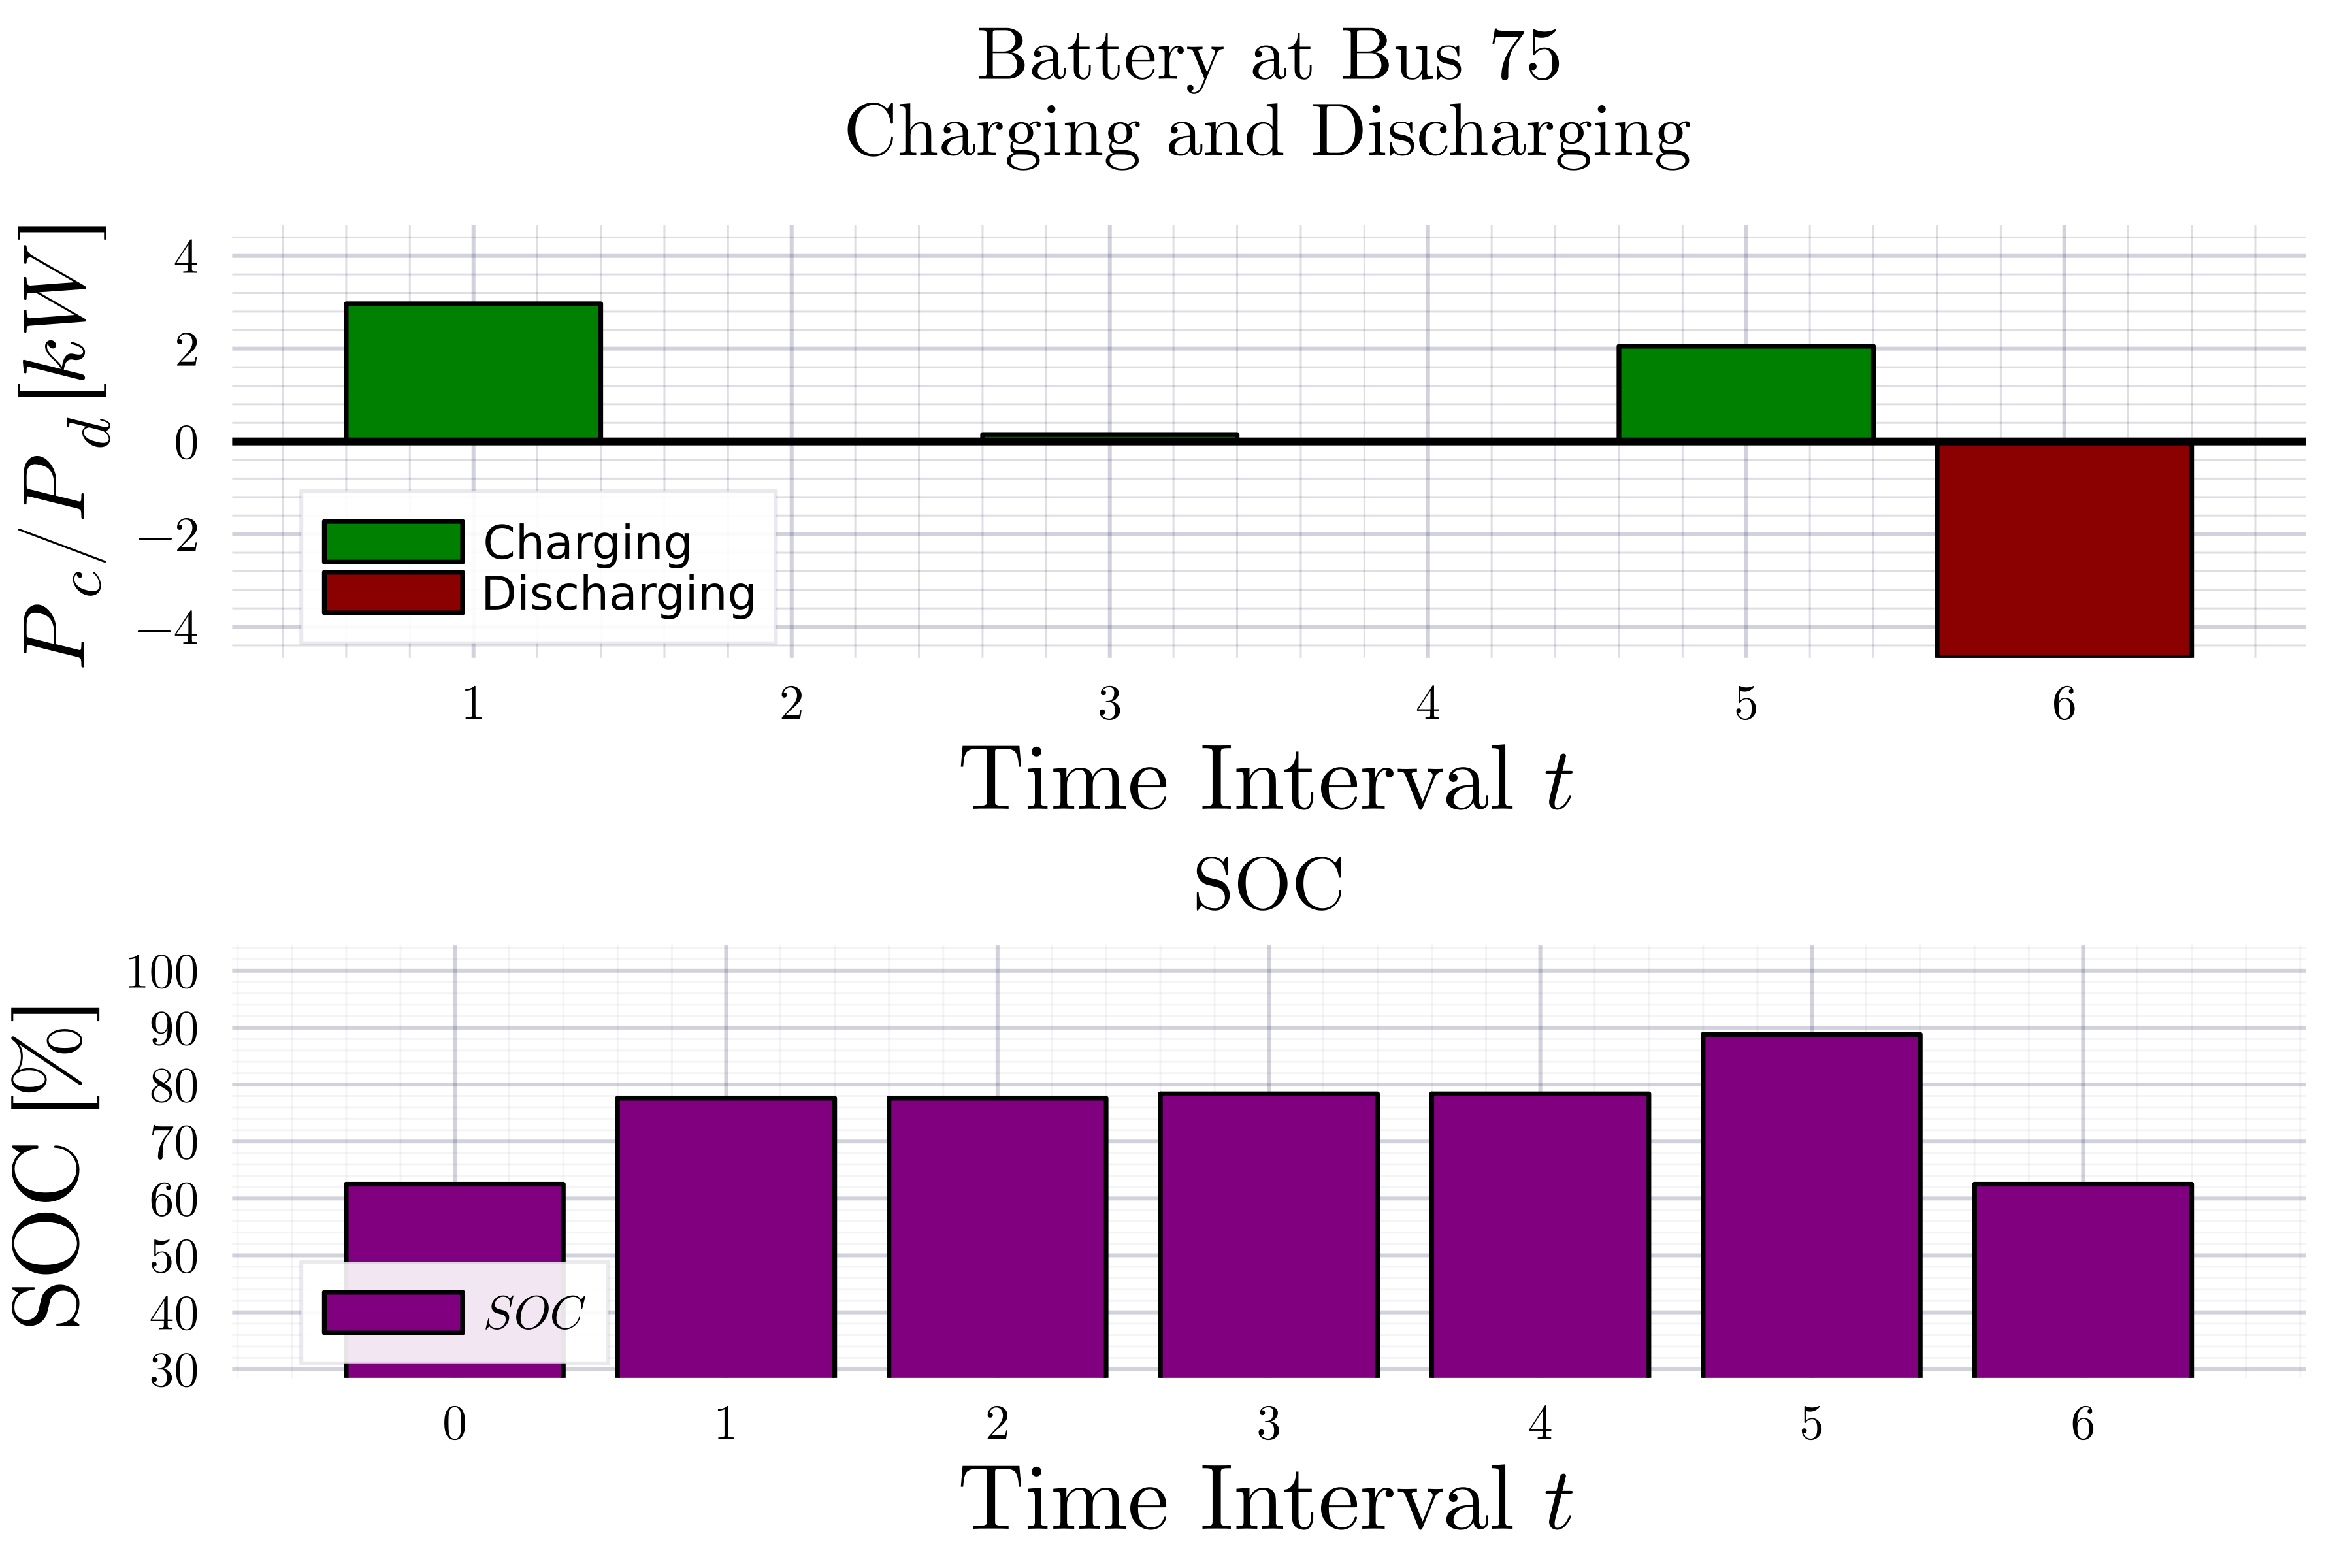 Battery at Bus 75
Charging and Discharging
P_c/P_d [kW]
4
2
0
−2
−4
Charging
Discharging
1 2 3 4 5 6
Time Interval t
SOC
SOC [%]
100
90
80
70
60
50
40
30
SOC
0 1 2 3 4 5 6
Time Interval t